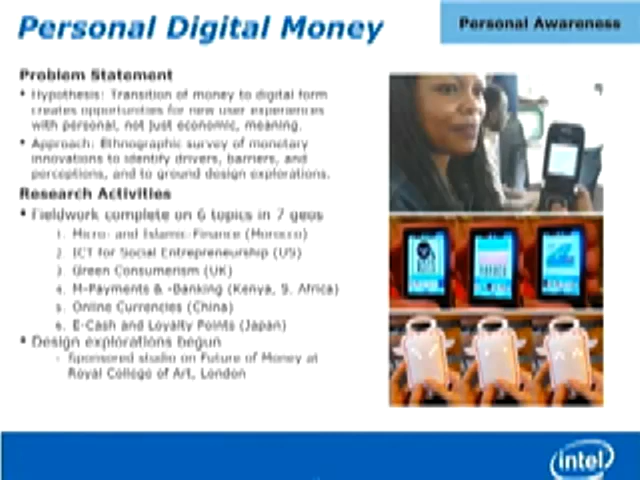 Personal Digital Money
Personal Awareness
Problem Statement
• Hypothesis: Transition of money to digital form
creates opportunities for new user experiences
with personal, not just economic, meaning.
• Approach: Ethnographic survey of monetary
innovations to identify drivers, barriers, and
perceptions, and to ground design explorations.
Research Activities
• Fieldwork complete on 6 topics in 7 geos
1. Micro- and Islamic-Finance (Morocco)
2. ICT for Social Entrepreneurship (US)
3. Green Consumerism (UK)
4. M-Payments & -Banking (Kenya, S. Africa)
5. Online Currencies (China)
6. E-Cash and Loyalty Points (Japan)
• Design explorations begun
- Sponsored studio on Future of Money at
Royal College of Art, London
intel